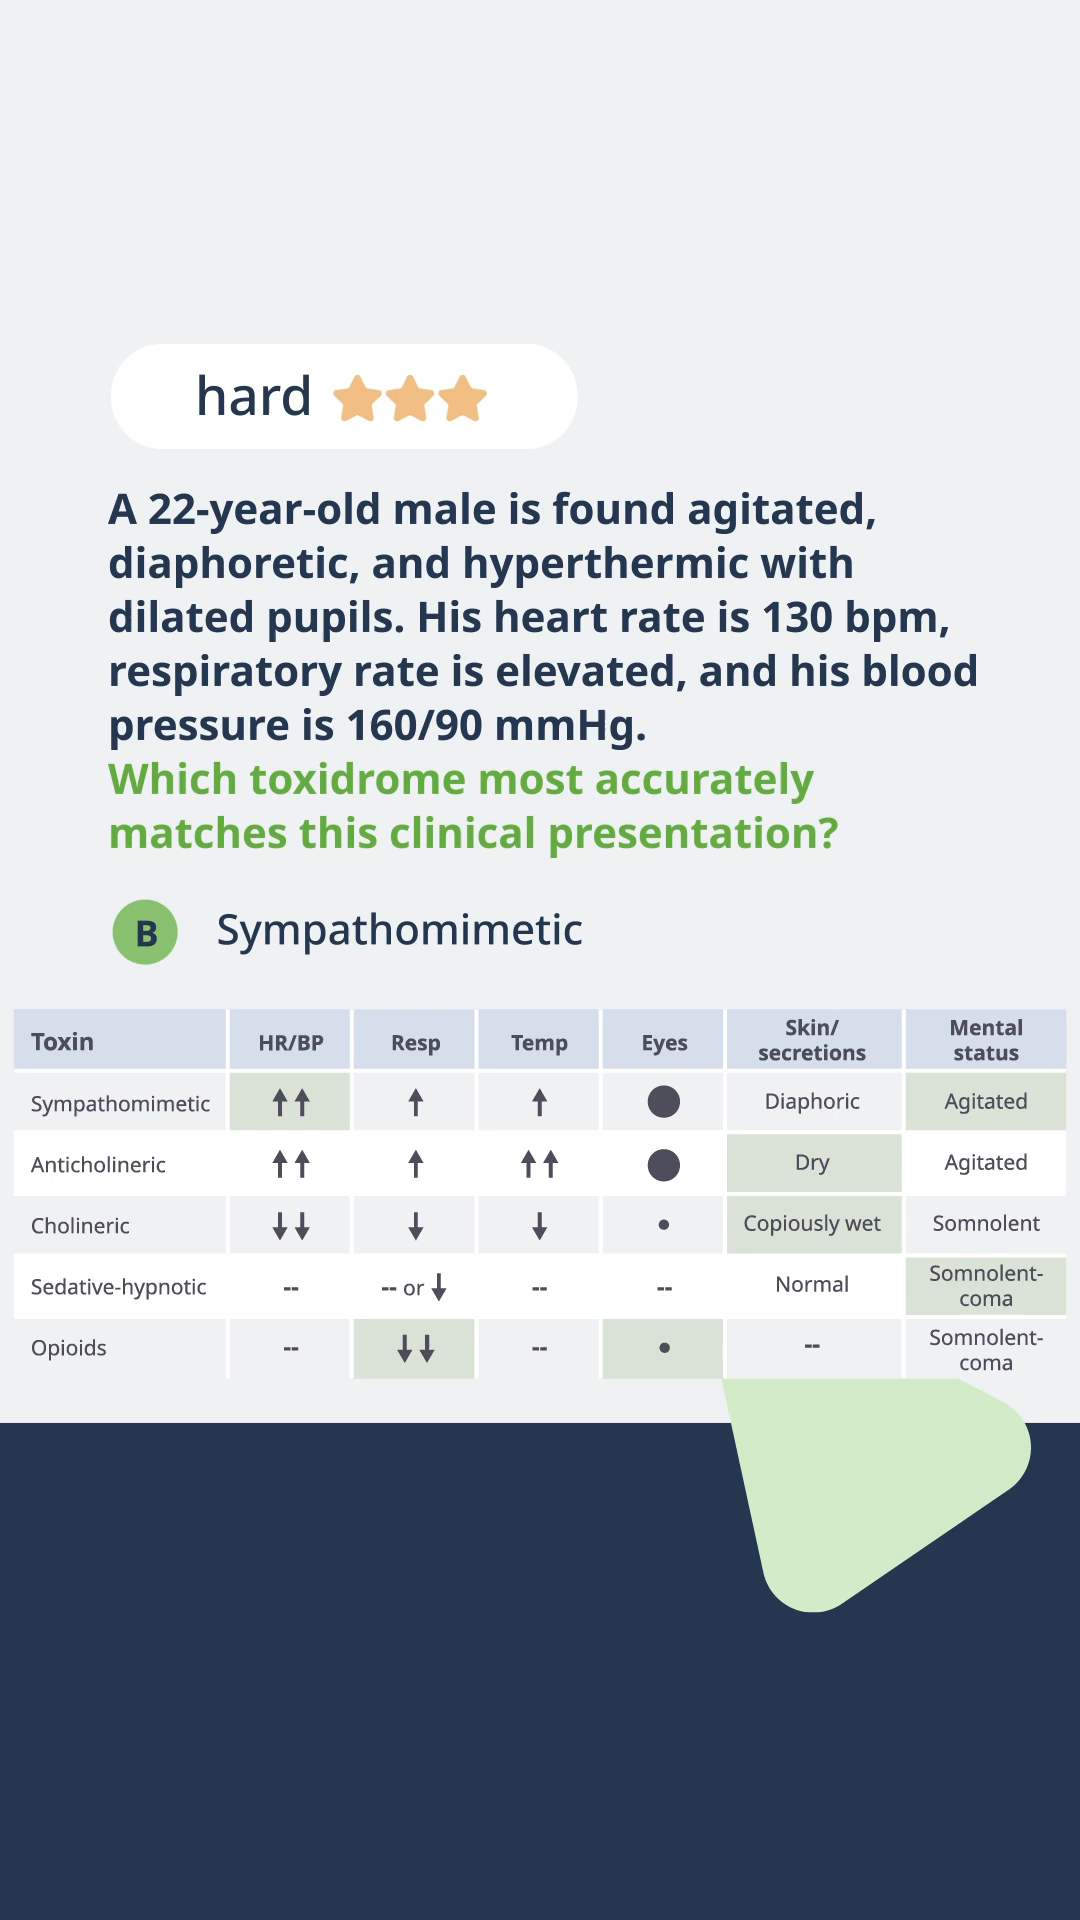 hard
A 22-year-old male is found agitated,
diaphoretic, and hyperthermic with
dilated pupils. His heart rate is 130 bpm,
respiratory rate is elevated, and his blood
pressure is 160/90 mmHg.
Which toxidrome most accurately
matches this clinical presentation?
B Sympathomimetic
Toxin HR/BP Resp Temp Eyes Skin/ secretions Mental status
Sympathomimetic ↑↑ ↑ ↑ ● Diaphoric Agitated
Anticholineric ↑↑ ↑ ↑↑ ● Dry Agitated
Cholineric ↓↓ ↓ ↓ • Copiously wet Somnolent
Sedative-hypnotic -- -- or ↓ -- -- Normal Somnolent-coma
Opioids -- ↓↓ -- • -- Somnolent-coma